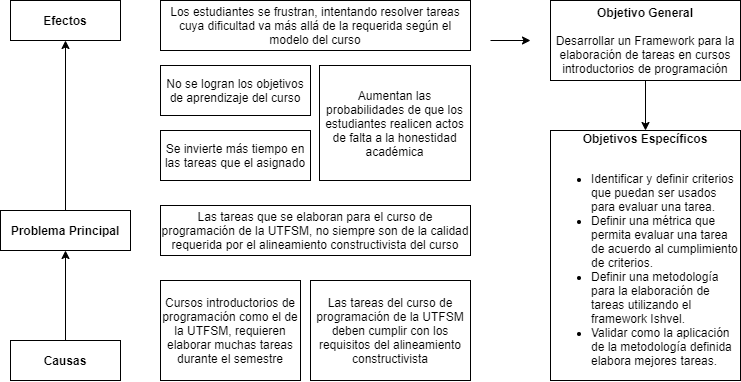 Efectos
Los estudiantes se frustran, intentando resolver tareas
cuya dificultad va más allá de la requerida según el
modelo del curso
No se logran los objetivos
de aprendizaje del curso
Se invierte más tiempo en
las tareas que el asignado
Aumentan las
probabilidades de que los
estudiantes realicen actos
de falta a la honestidad
académica
Problema Principal
Las tareas que se elaboran para el curso de
programación de la UTFSM, no siempre son de la calidad
requerida por el alineamiento constructivista del curso
Causas
Cursos introductorios de
programación como el de
la UTFSM, requieren
elaborar muchas tareas
durante el semestre
Las tareas del curso de
programación de la UTFSM
deben cumplir con los
requisitos del alineamiento
constructivista
Objetivo General
Desarrollar un Framework para la
elaboración de tareas en cursos
introductorios de programación
Objetivos Específicos
• Identificar y definir criterios
que puedan ser usados
para evaluar una tarea.
• Definir una métrica que
permita evaluar una tarea
de acuerdo al cumplimiento
de criterios.
• Definir una metodología
para la elaboración de
tareas utilizando el
framework Ishvel.
• Validar como la aplicación
de la metodología definida
elabora mejores tareas.